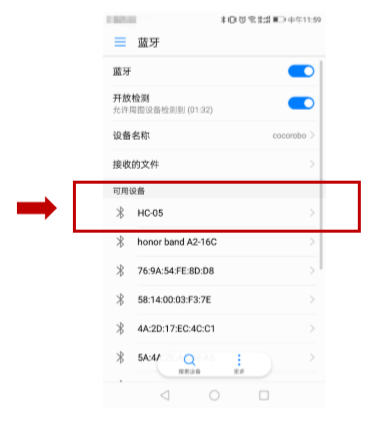 中午11:59
蓝牙
蓝牙
开放检测
允许周围设备检测到 (01:32)
设备名称
cocorobo
接收的文件
可用设备
HC-05
honor band A2-16C
76:9A:54:FE:8D:D8
58:14:00:03:F3:7E
4A:2D:17:EC:4C:C1
5A:4
搜索设备
更多